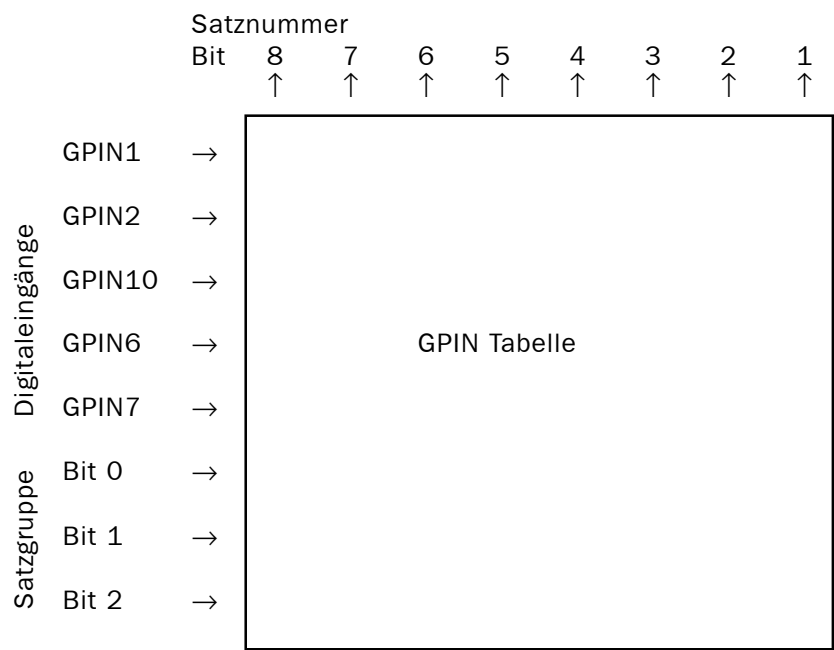 Satznummer
Bit 8 7 6 5 4 3 2 1
↑ ↑ ↑ ↑ ↑ ↑ ↑ ↑
Digitaleingänge
GPIN1 →
GPIN2 →
GPIN10 →
GPIN6 →
GPIN7 →
Satzgruppe
Bit 0 →
Bit 1 →
Bit 2 →
GPIN Tabelle